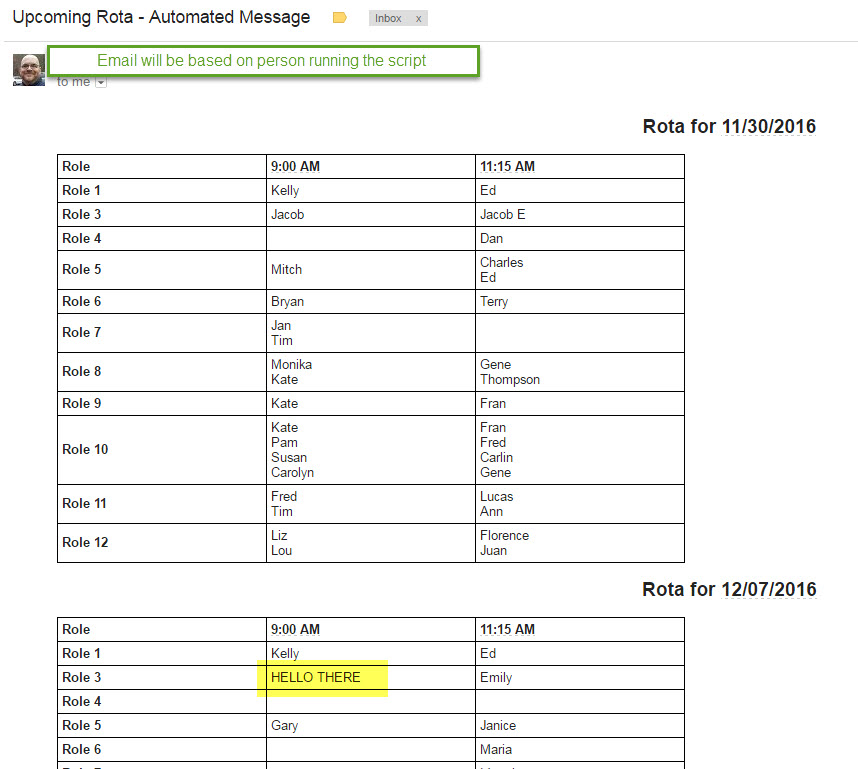 Upcoming Rota - Automated Message Inbox x
Email will be based on person running the script
to me
Rota for 11/30/2016
Role 9:00 AM 11:15 AM
Role 1 Kelly Ed
Role 3 Jacob Jacob E
Role 4 Dan
Role 5 Mitch Charles
Ed
Role 6 Bryan Terry
Role 7 Jan
Tim
Role 8 Monika Gene
Kate Thompson
Role 9 Kate Fran
Role 10 Kate Fran
Pam Fred
Susan Carlin
Carolyn Gene
Role 11 Fred Lucas
Tim Ann
Role 12 Liz Florence
Lou Juan
Rota for 12/07/2016
Role 9:00 AM 11:15 AM
Role 1 Kelly Ed
Role 3 HELLO THERE Emily
Role 4
Role 5 Gary Janice
Role 6 Maria